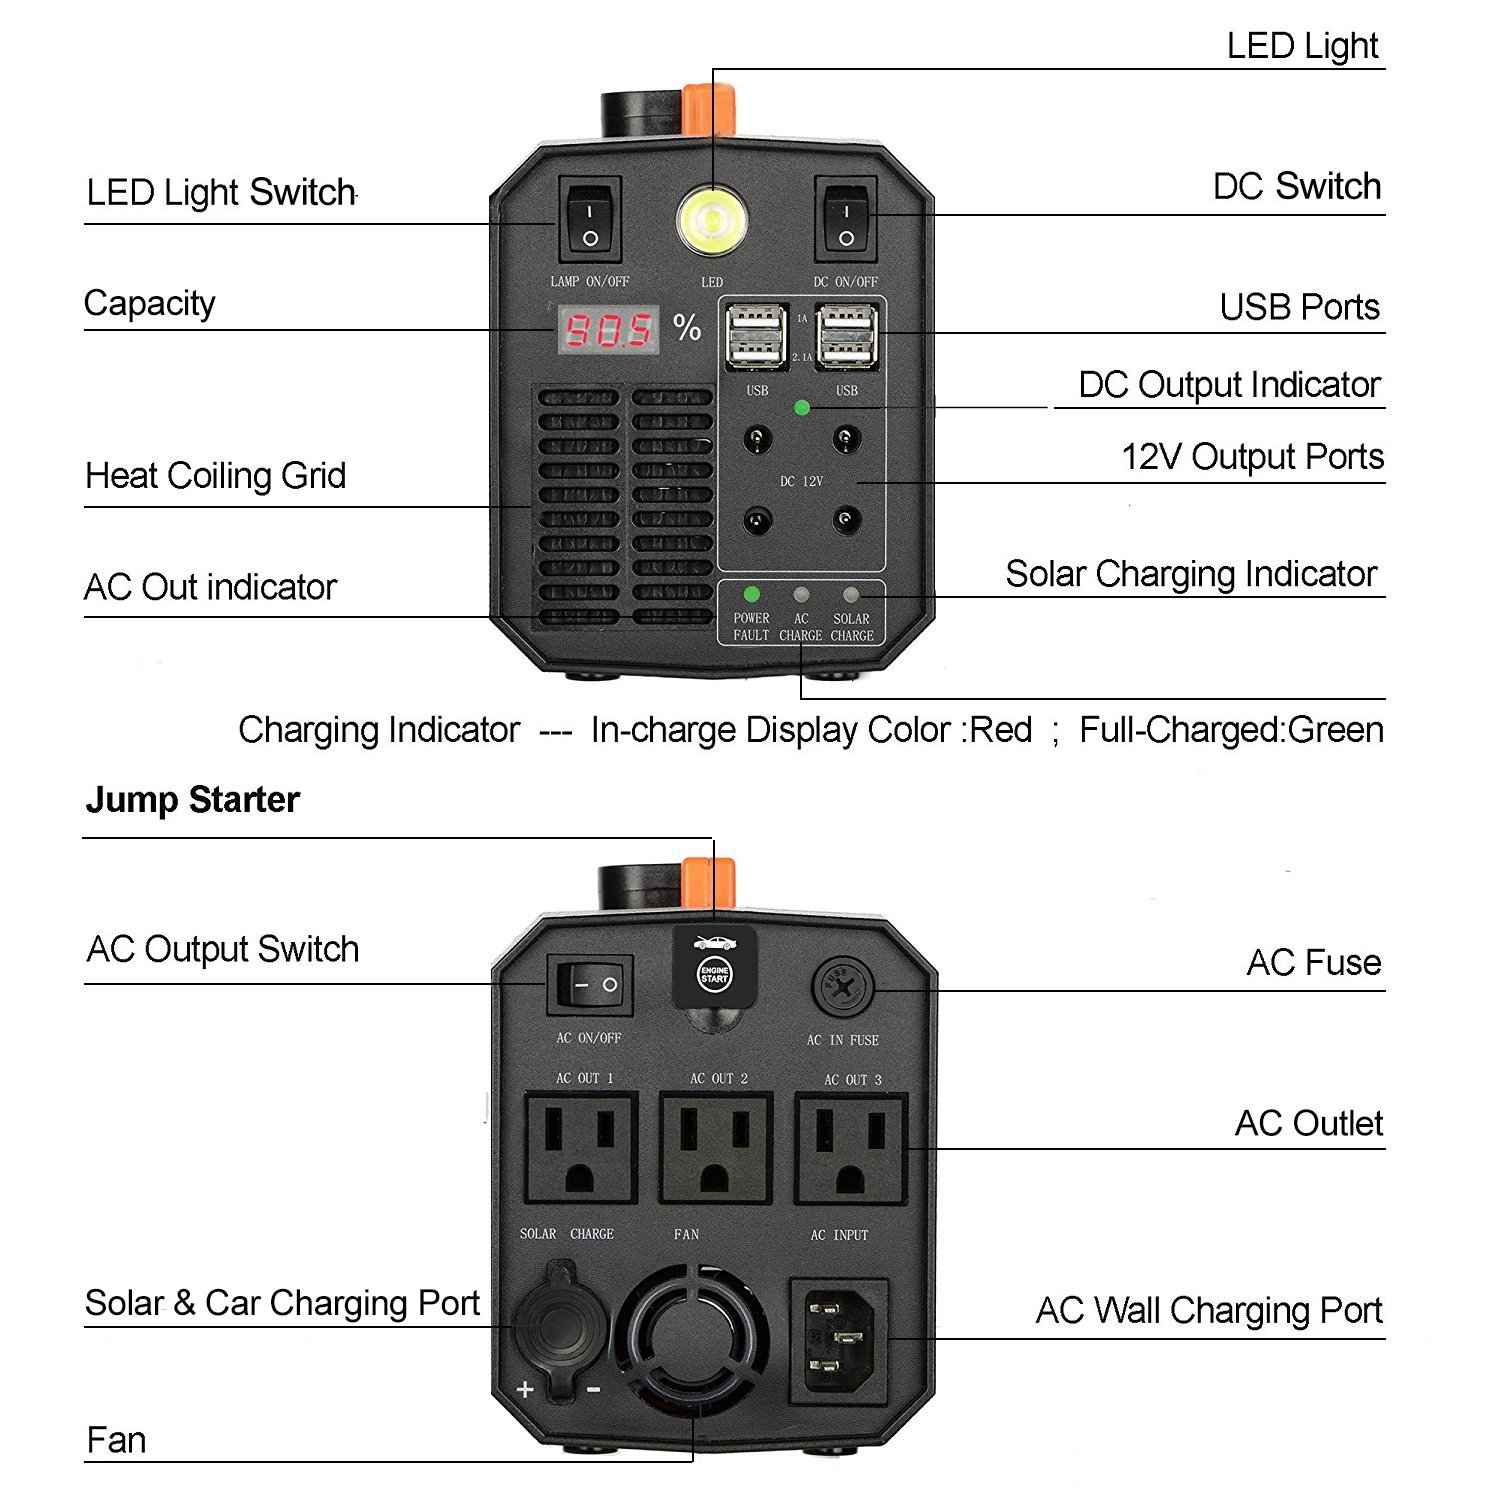 LED Light
LED Light Switch
DC Switch
LAMP ON/OFF
LED
DC ON/OFF
Capacity
90.5 %
1A
2.1A
USB Ports
USB
USB
DC Output Indicator
12V Output Ports
DC 12V
Heat Coiling Grid
AC Out indicator
Solar Charging Indicator
POWER FAULT
AC CHARGE
SOLAR CHARGE
Charging Indicator --- In-charge Display Color :Red ; Full-Charged:Green
Jump Starter
ENGINE START
AC Output Switch
AC Fuse
FUSE
AC ON/OFF
AC IN FUSE
AC OUT 1
AC OUT 2
AC OUT 3
AC Outlet
SOLAR CHARGE
FAN
AC INPUT
Solar & Car Charging Port
AC Wall Charging Port
+ -
Fan